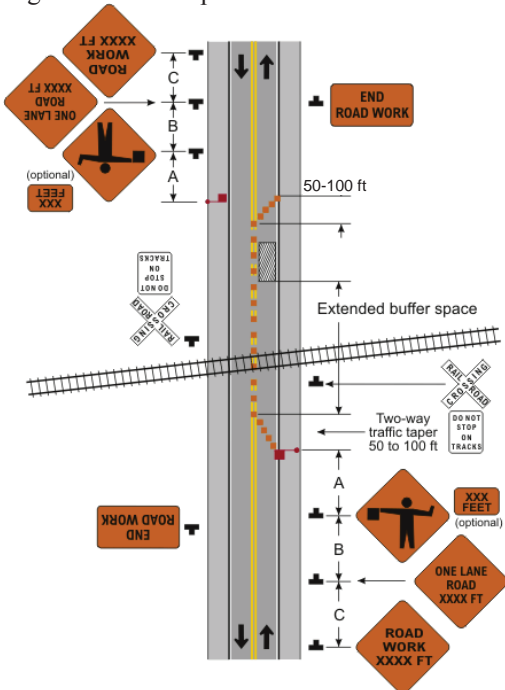 ROAD
WORK
XXXX FT
ONE LANE
ROAD
XXXX FT
(optional)
XXX
FEET
C
B
A
END
ROAD WORK
50-100 ft
DO NOT
STOP
ON
TRACKS
RAIL ROAD
CROSSING
Extended buffer space
RAIL ROAD
CROSSING
DO NOT
STOP
ON
TRACKS
Two-way
traffic taper
50 to 100 ft
END
ROAD WORK
A
B
C
XXX
FEET
(optional)
ONE LANE
ROAD
XXXX FT
ROAD
WORK
XXXX FT